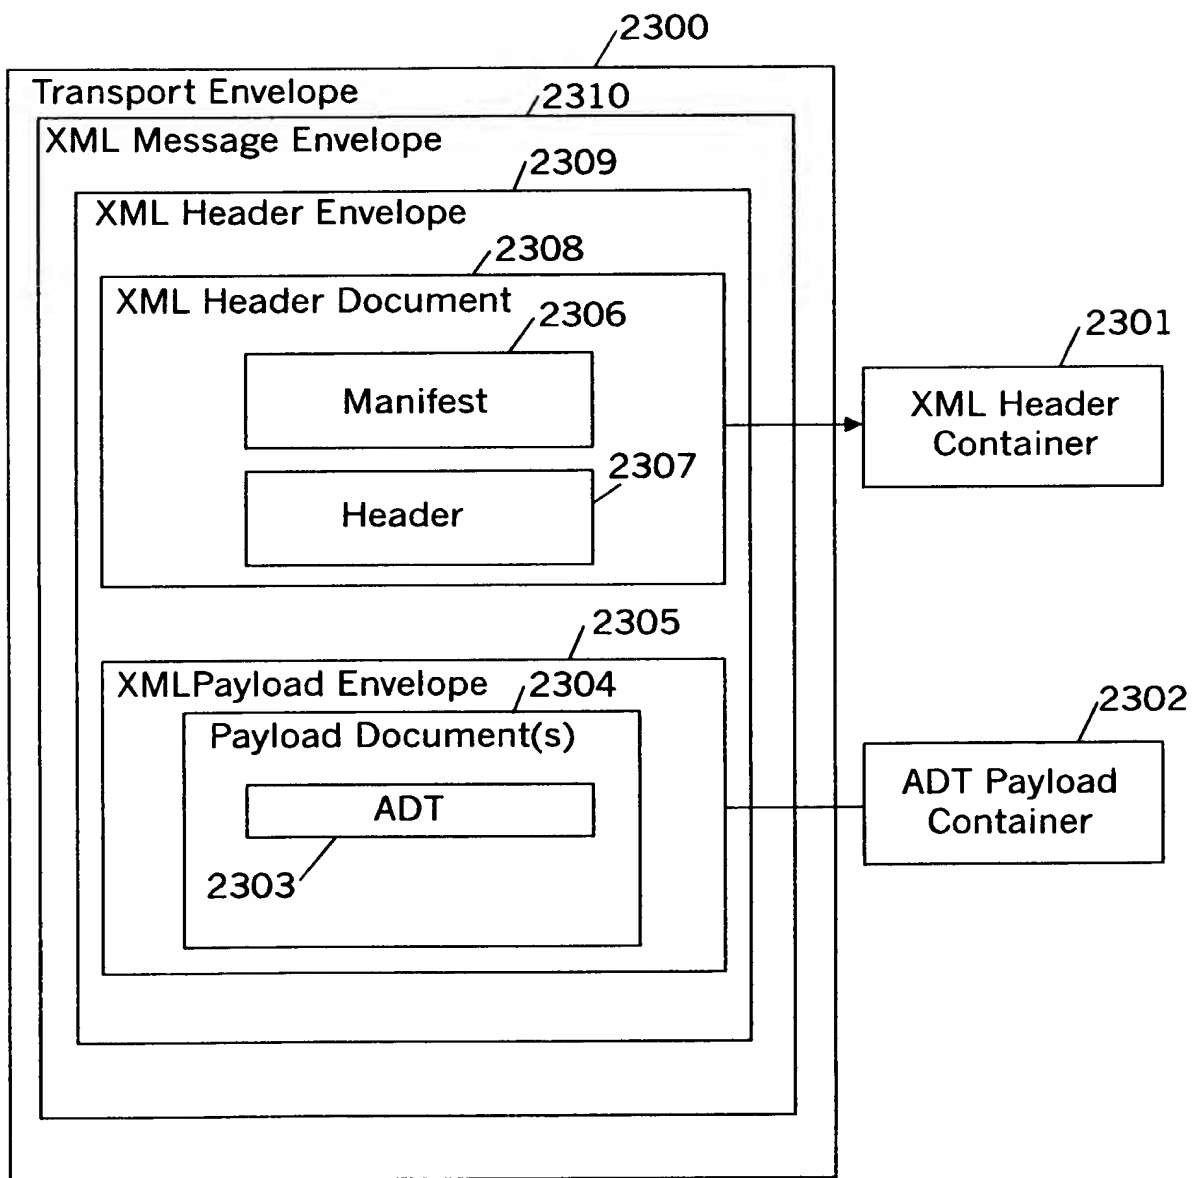 2300
Transport Envelope
2310
XML Message Envelope
2309
XML Header Envelope
2308
XML Header Document
2306
Manifest
2301
XML Header
Container
2307
Header
2305
XMLPayload Envelope
2304
Payload Document(s)
2302
ADT Payload
Container
ADT
2303